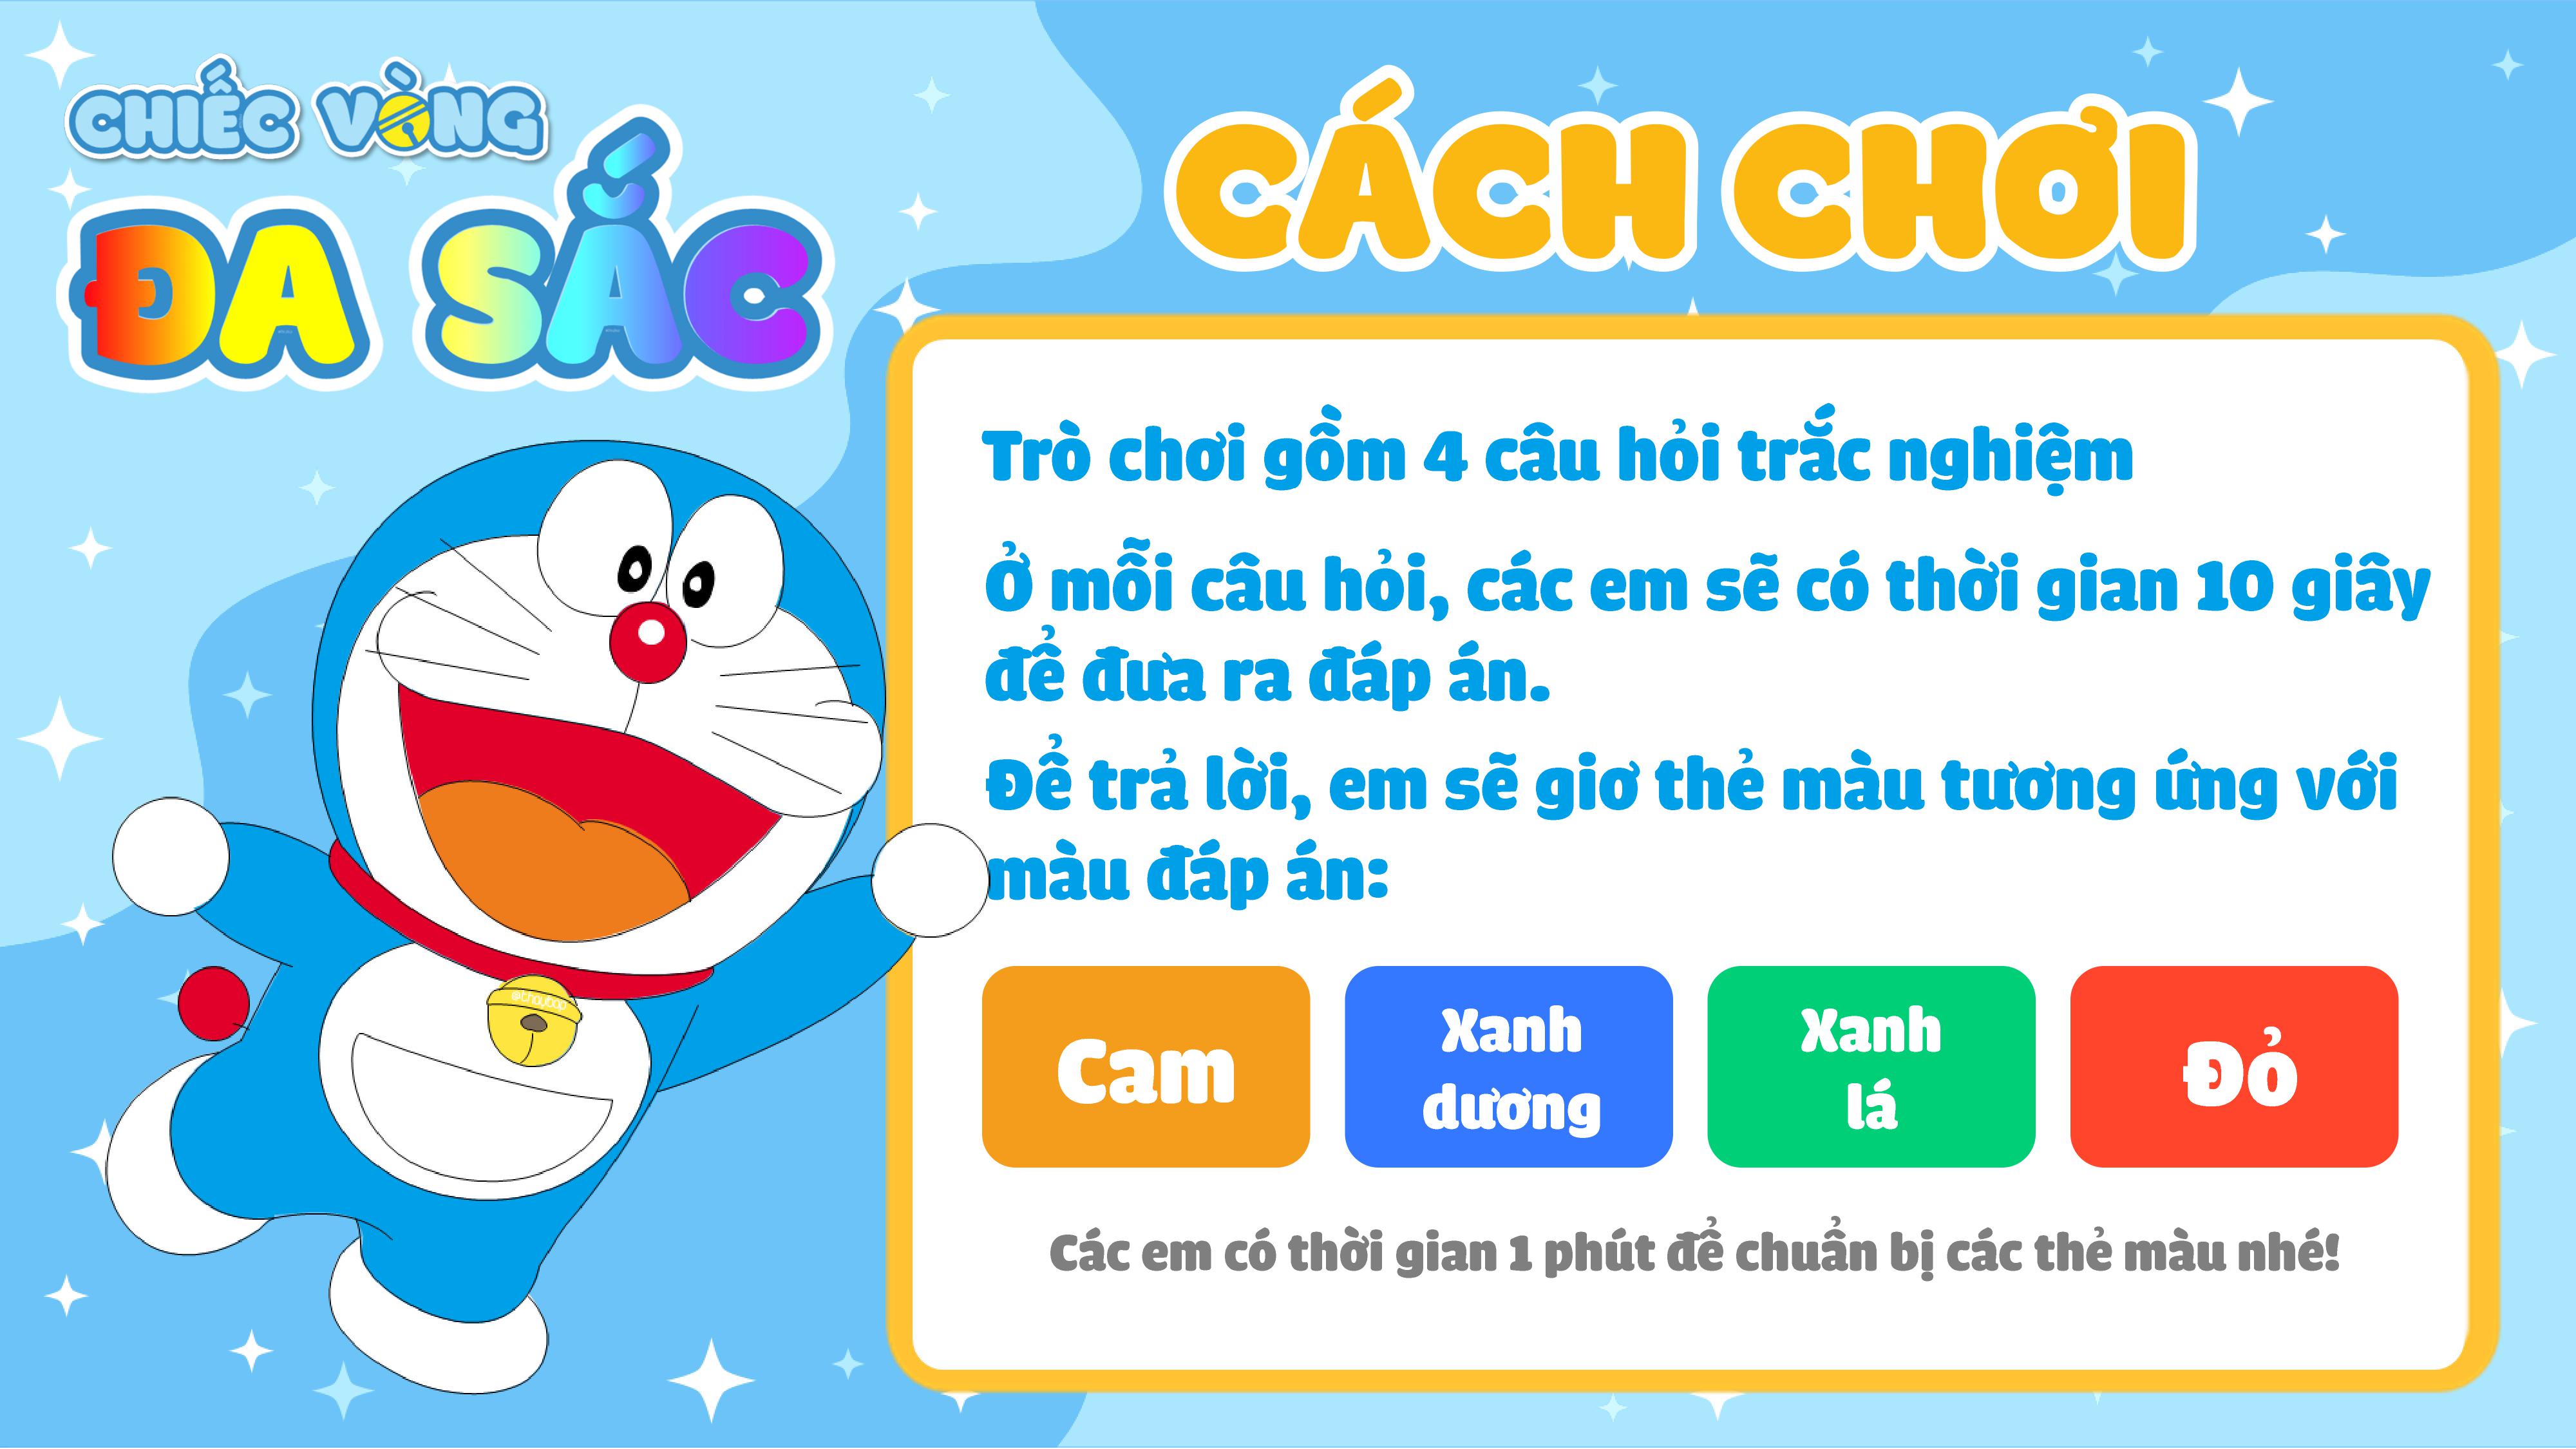 CHIẾC VÒNG
ĐA SẮC
CÁCH CHƠI
Trò chơi gồm 4 câu hỏi trắc nghiệm
Ở mỗi câu hỏi, các em sẽ có thời gian 10 giây
để đưa ra đáp án.
Để trả lời, em sẽ giơ thẻ màu tương ứng với
màu đáp án:
Cam
Xanh
dương
Xanh
lá
Đỏ
@thaybap
Các em có thời gian 1 phút để chuẩn bị các thẻ màu nhé!